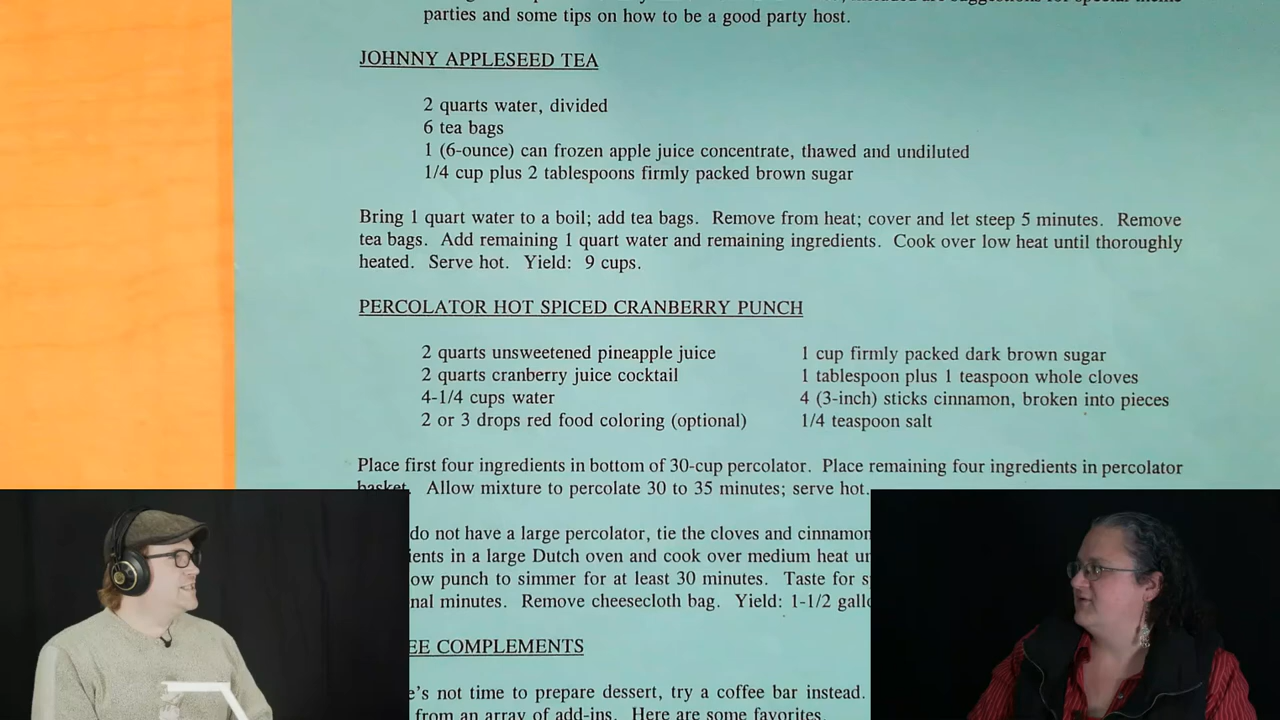 parties and some tips on how to be a good party host.
JOHNNY APPLESEED TEA
2 quarts water, divided
6 tea bags
1 (6-ounce) can frozen apple juice concentrate, thawed and undiluted
1/4 cup plus 2 tablespoons firmly packed brown sugar
Bring 1 quart water to a boil; add tea bags. Remove from heat; cover and let steep 5 minutes. Remove
tea bags. Add remaining 1 quart water and remaining ingredients. Cook over low heat until thoroughly
heated. Serve hot. Yield: 9 cups.
PERCOLATOR HOT SPICED CRANBERRY PUNCH
2 quarts unsweetened pineapple juice
2 quarts cranberry juice cocktail
4-1/4 cups water
2 or 3 drops red food coloring (optional)
1 cup firmly packed dark brown sugar
1 tablespoon plus 1 teaspoon whole cloves
4 (3-inch) sticks cinnamon, broken into pieces
1/4 teaspoon salt
Place first four ingredients in bottom of 30-cup percolator. Place remaining four ingredients in percolator
basket. Allow mixture to percolate 30 to 35 minutes; serve hot.
do not have a large percolator, tie the cloves and cinnamon
in a large Dutch oven and cook over medium heat
punch to simmer for at least 30 minutes. Taste for
minutes. Remove cheesecloth bag. Yield: 1-1/2
COMPLEMENTS
not time to prepare dessert, try a coffee bar instead.
from an array of add-ins. Here are some favorites.